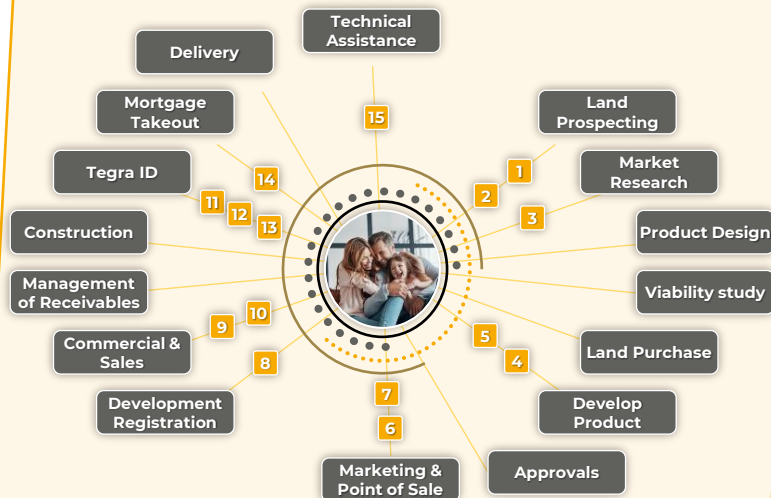 Technical
Assistance
Delivery
Mortgage
Takeout
Tegra ID
Construction
Management
of Receivables
Commercial &
Sales
Development
Registration
Marketing &
Point of Sale
Approvals
Develop
Product
Land Purchase
Viability study
Product Design
Market
Research
Land
Prospecting
15
14
11
12
13
10
9
8
7
6
5
4
3
2
1